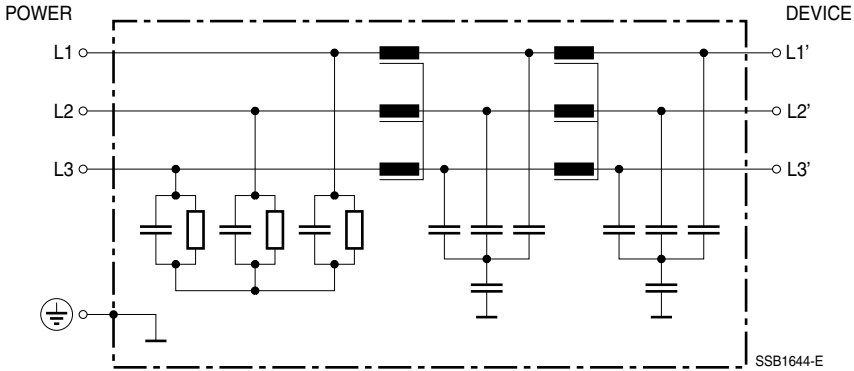 POWER
DEVICE
L1
L1’
L2
L2’
L3
L3’
SSB1644-E